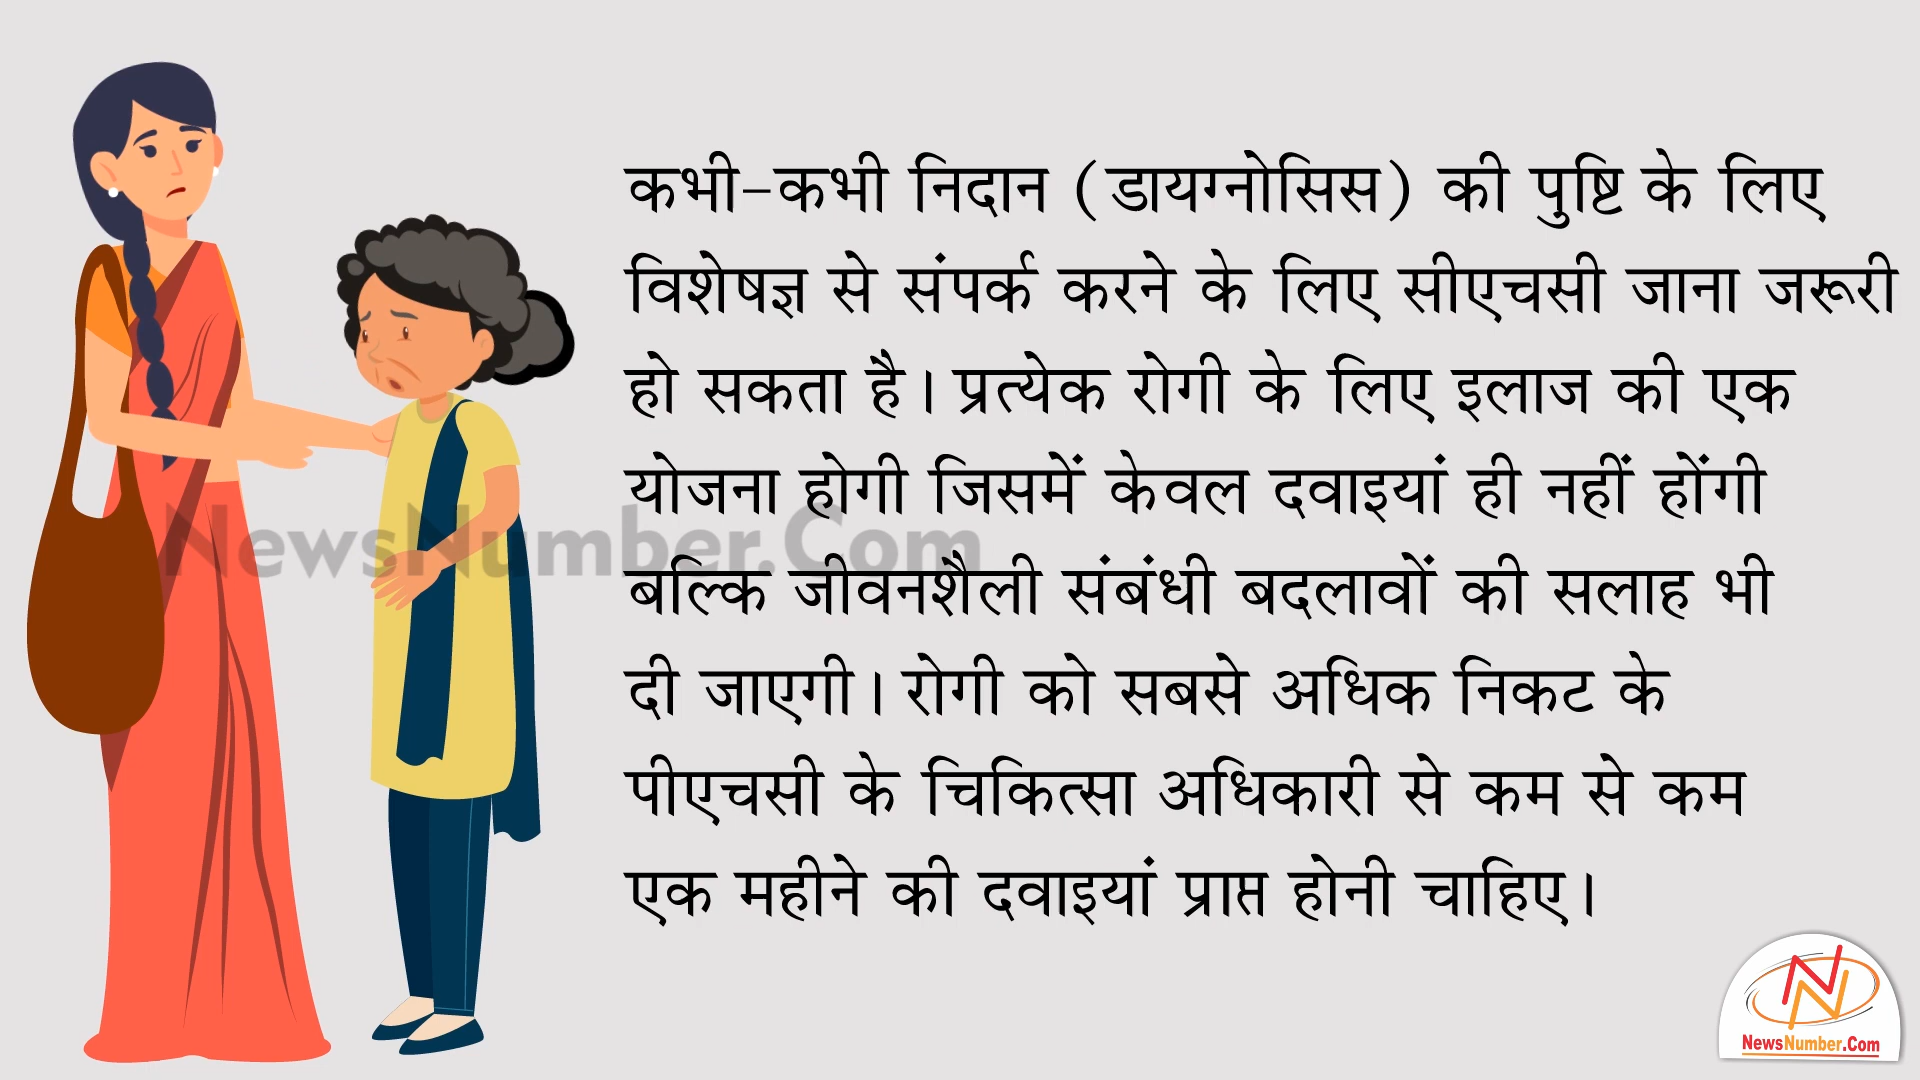 कभी-कभी निदान (डायग्नोसिस) की पुष्टि के लिए
विशेषज्ञ से संपर्क करने के लिए सीएचसी जाना जरूरी
हो सकता है। प्रत्येक रोगी के लिए इलाज की एक
योजना होगी जिसमें केवल दवाइयां ही नहीं होंगी
बल्कि जीवनशैली संबंधी बदलावों की सलाह भी
दी जाएगी। रोगी को सबसे अधिक निकट के
पीएचसी के चिकित्सा अधिकारी से कम से कम
एक महीने की दवाइयां प्राप्त होनी चाहिए।
NewsNumber.Com
NN
NewsNumber.Com